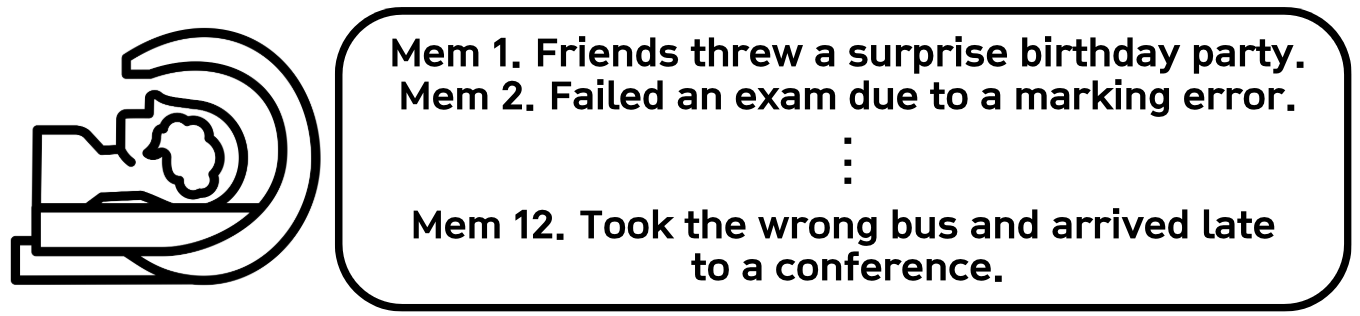 Mem 1. Friends threw a surprise birthday party.
Mem 2. Failed an exam due to a marking error.
⋮
Mem 12. Took the wrong bus and arrived late
to a conference.